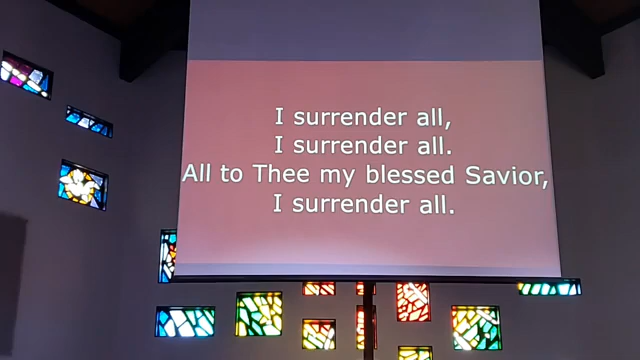 I surrender all,
I surrender all.
All to Thee my blessed Savior,
I surrender all.